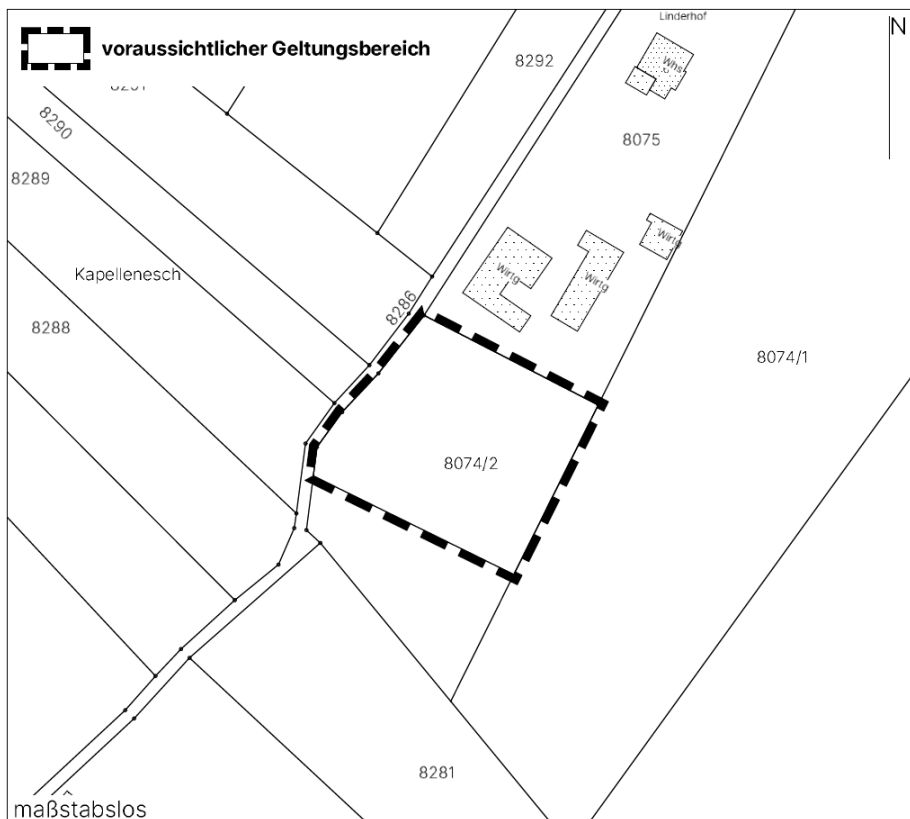 Linderhof
N
voraussichtlicher Geltungsbereich
8292
Whs
8290
8075
8289
Wirtg
Kapellenesch
Wirtg
Wirtg
8286
8288
8074/1
8074/2
8281
maßstabslos